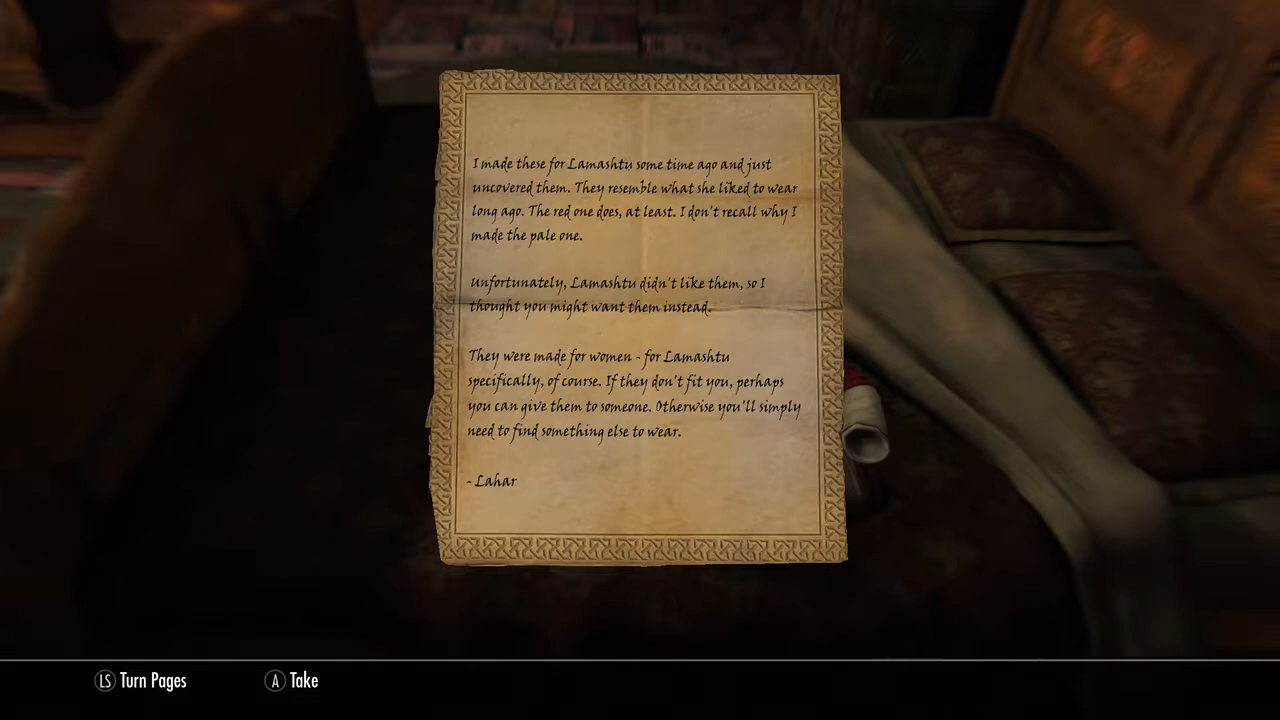 I made these for Lamashtu some time ago and just
uncovered them. They resemble what she liked to wear
long ago. The red one does, at least. I don't recall why I
made the pale one.
Unfortunately, Lamashtu didn't like them, so I
thought you might want them instead.
They were made for women - for Lamashtu
specifically, of course. If they don't fit you, perhaps
you can give them to someone. Otherwise you'll simply
need to find something else to wear.
- Lahar
LS Turn Pages
A Take